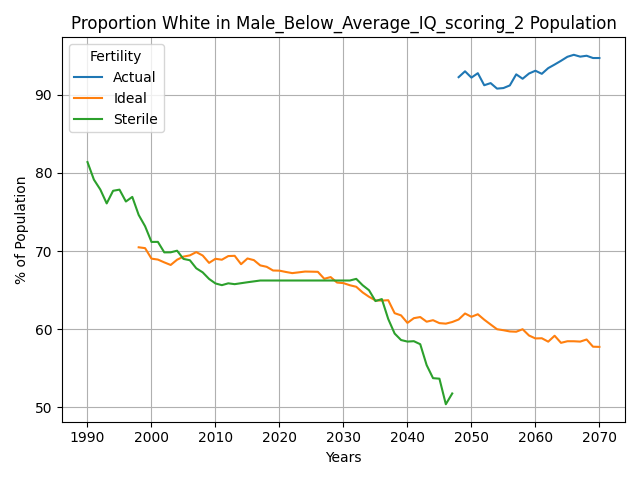 Proportion White in Male_Below_Average_IQ_scoring_2 Population
Fertility
Actual
Ideal
Sterile
% of Population
90
80
70
60
50
1990 2000 2010 2020 2030 2040 2050 2060 2070
Years